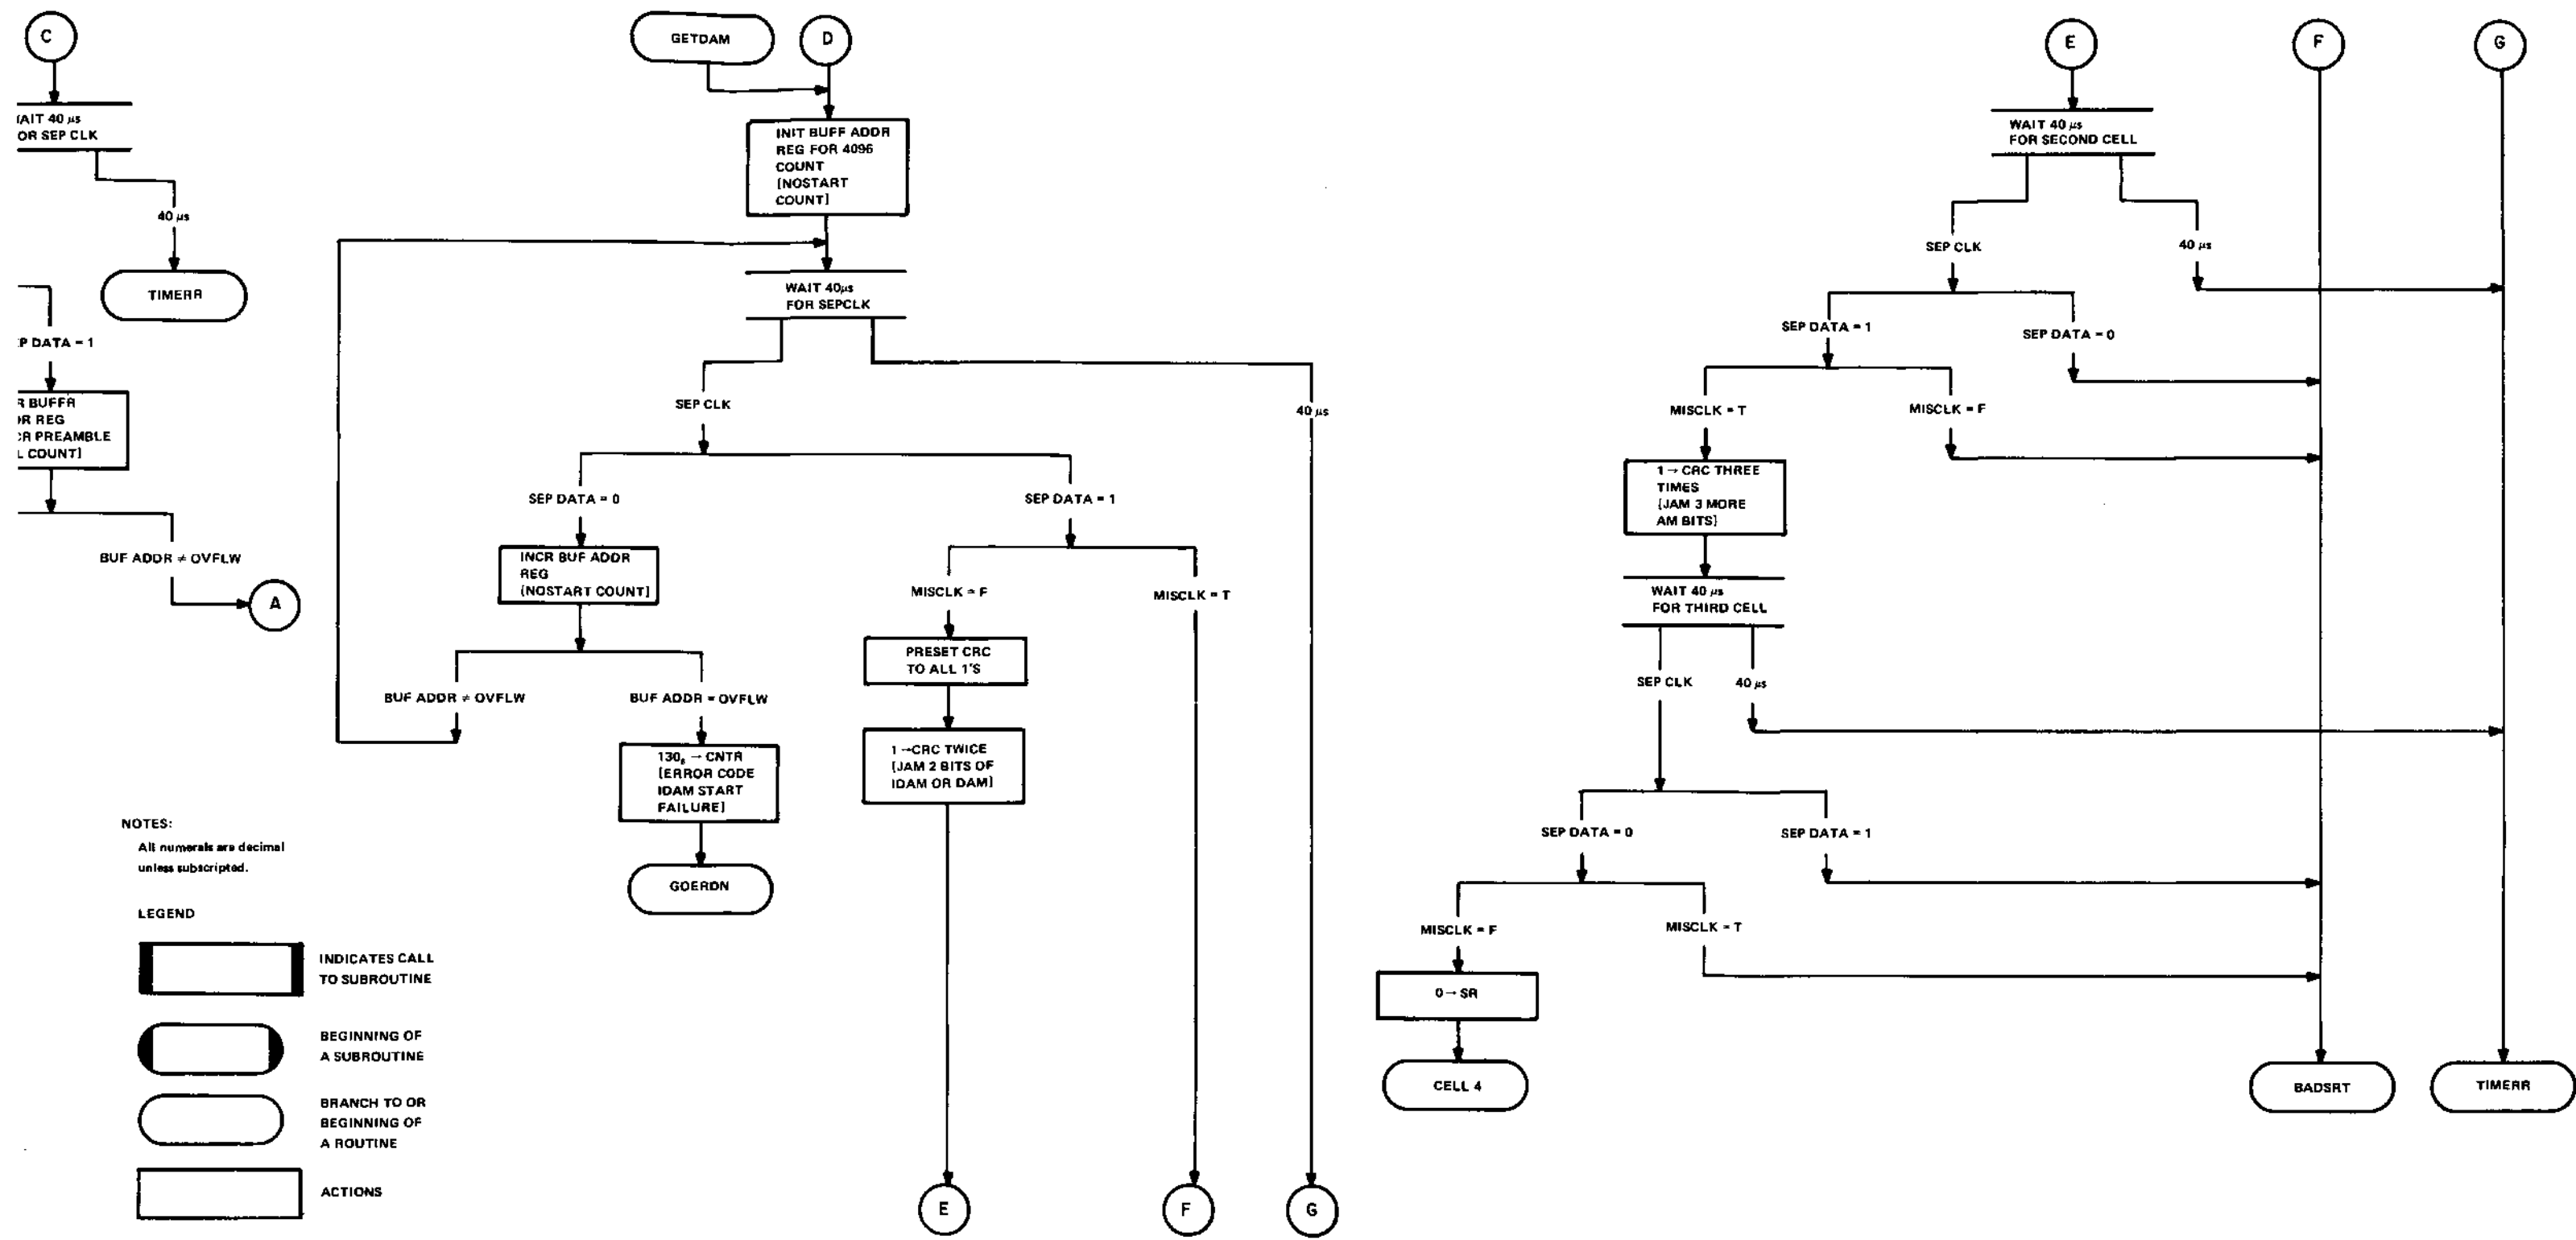 C
AIT 40 µs
OR SEP CLK
40 µs
TIMERR
P DATA = 1
R BUFFR
R REG
R PREAMBLE
L COUNT]
BUF ADDR ≠ OVFLW
A
NOTES:
All numerals are decimal
unless subscripted.
LEGEND
INDICATES CALL
TO SUBROUTINE
BEGINNING OF
A SUBROUTINE
BRANCH TO OR
BEGINNING OF
A ROUTINE
ACTIONS
GETDAM
D
INIT BUFF ADDR
REG FOR 4096
COUNT
[NOSTART
COUNT]
WAIT 40µs
FOR SEPCLK
SEP CLK
40 µs
SEP DATA = 0
SEP DATA = 1
INCR BUF ADDR
REG
[NOSTART COUNT]
MISCLK = F
MISCLK = T
BUF ADDR ≠ OVFLW
BUF ADDR = OVFLW
PRESET CRC
TO ALL 1'S
130₈ → CNTR
[ERROR CODE
IDAM START
FAILURE]
1 →CRC TWICE
[JAM 2 BITS OF
IDAM OR DAM]
GOERDN
E
F
G
E
F
G
WAIT 40 µs
FOR SECOND CELL
SEP CLK
40 µs
SEP DATA = 1
SEP DATA = 0
MISCLK = T
MISCLK = F
1 → CRC THREE
TIMES
[JAM 3 MORE
AM BITS]
WAIT 40 µs
FOR THIRD CELL
SEP CLK
40 µs
SEP DATA = 0
SEP DATA = 1
MISCLK = F
MISCLK = T
0 → SR
CELL 4
BADSRT
TIMERR